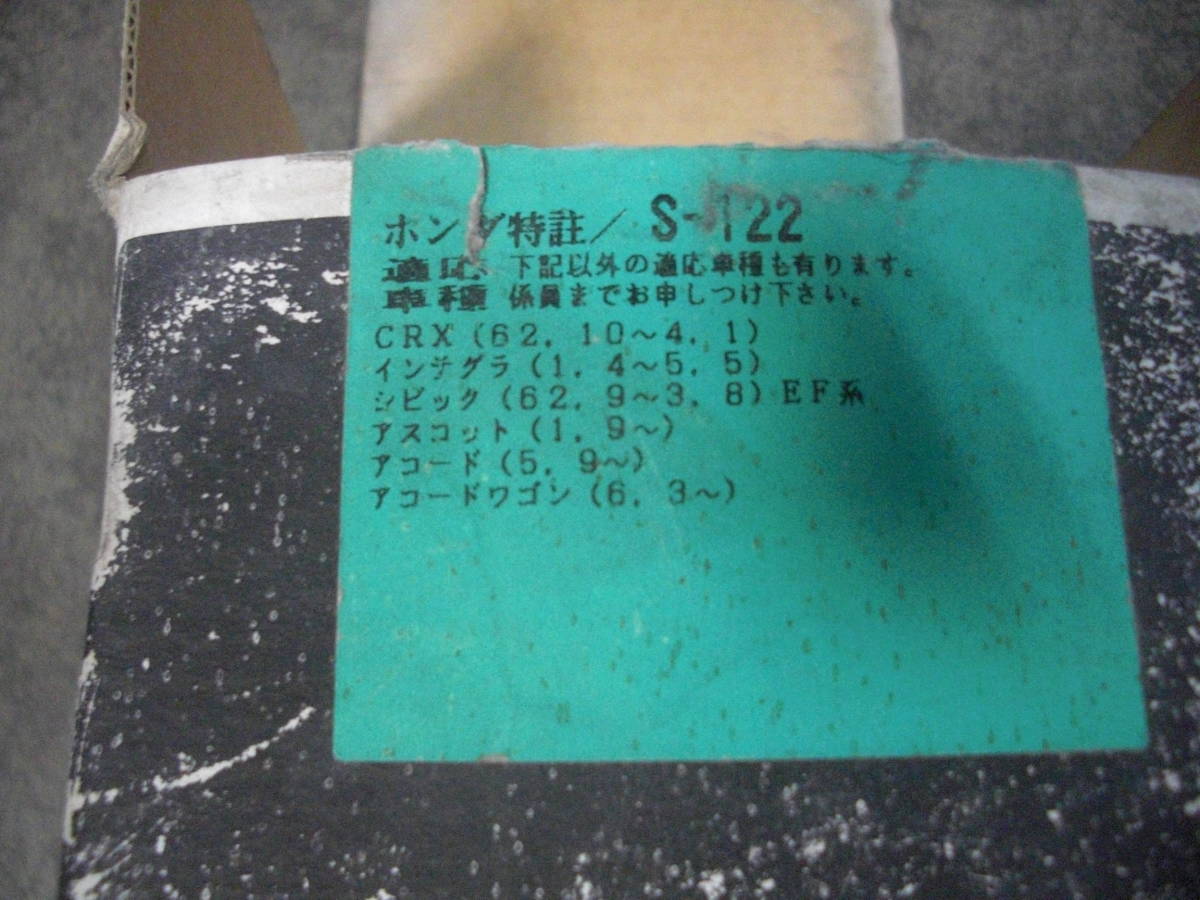 ホンダ特註/ S-122
適応 下記以外の適応車種も有ります。
車種 係員までお申しつけ下さい。
CRX(62.10〜4.1)
インテグラ(1.4〜5.5)
シビック(62.9〜3.8)EF系
アスコット(1.9〜)
アコード(5.9〜)
アコードワゴン(6.3〜)